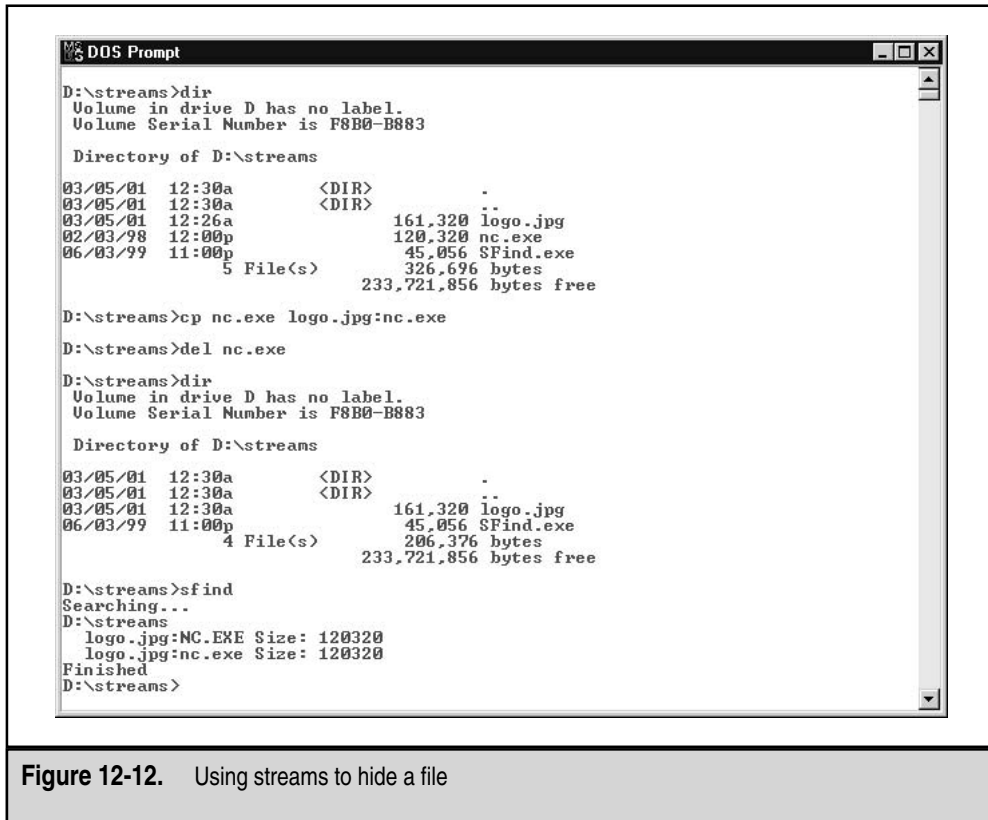 DOS Prompt
D:\streams>dir
 Volume in drive D has no label.
 Volume Serial Number is F8B0-B883
 Directory of D:\streams
03/05/01  12:30a        <DIR>          .
03/05/01  12:30a        <DIR>          ..
03/05/01  12:26a               161,320 logo.jpg
02/03/98  12:00p               120,320 nc.exe
06/03/99  11:00p                45,056 SFind.exe
               5 File(s)        326,696 bytes
                            233,721,856 bytes free
D:\streams>cp nc.exe logo.jpg:nc.exe
D:\streams>del nc.exe
D:\streams>dir
 Volume in drive D has no label.
 Volume Serial Number is F8B0-B883
 Directory of D:\streams
03/05/01  12:30a        <DIR>          .
03/05/01  12:30a        <DIR>          ..
03/05/01  12:30a               161,320 logo.jpg
06/03/99  11:00p                45,056 SFind.exe
               4 File(s)        206,376 bytes
                            233,721,856 bytes free
D:\streams>sfind
Searching...
D:\streams
  logo.jpg:NC.EXE Size: 120320
  logo.jpg:nc.exe Size: 120320
Finished
D:\streams>
Figure 12-12. Using streams to hide a file